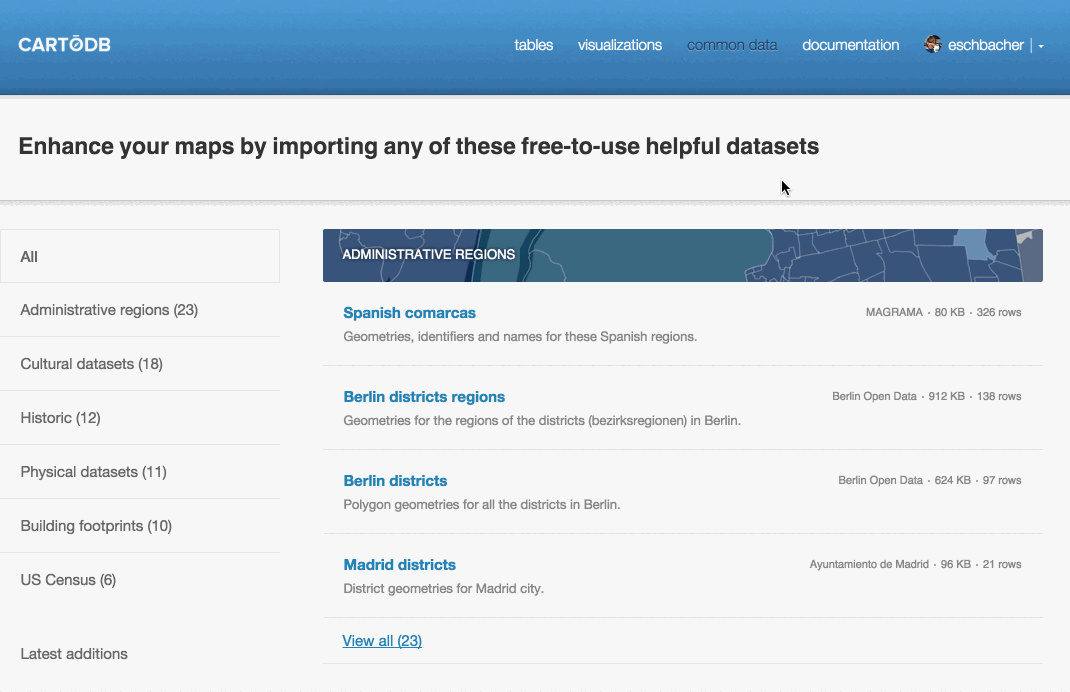 CARTODB
tables visualizations common data documentation eschbacher
Enhance your maps by importing any of these free-to-use helpful datasets
All
Administrative regions (23)
Cultural datasets (18)
Historic (12)
Physical datasets (11)
Building footprints (10)
US Census (6)
Latest additions
ADMINISTRATIVE REGIONS
Spanish comarcas
MAGRAMA · 80 KB · 326 rows
Geometries, identifiers and names for these Spanish regions.
Berlin districts regions
Berlin Open Data · 912 KB · 138 rows
Geometries for the regions of the districts (bezirksregionen) in Berlin.
Berlin districts
Berlin Open Data · 624 KB · 97 rows
Polygon geometries for all the districts in Berlin.
Madrid districts
Ayuntamiento de Madrid · 96 KB · 21 rows
District geometries for Madrid city.
View all (23)